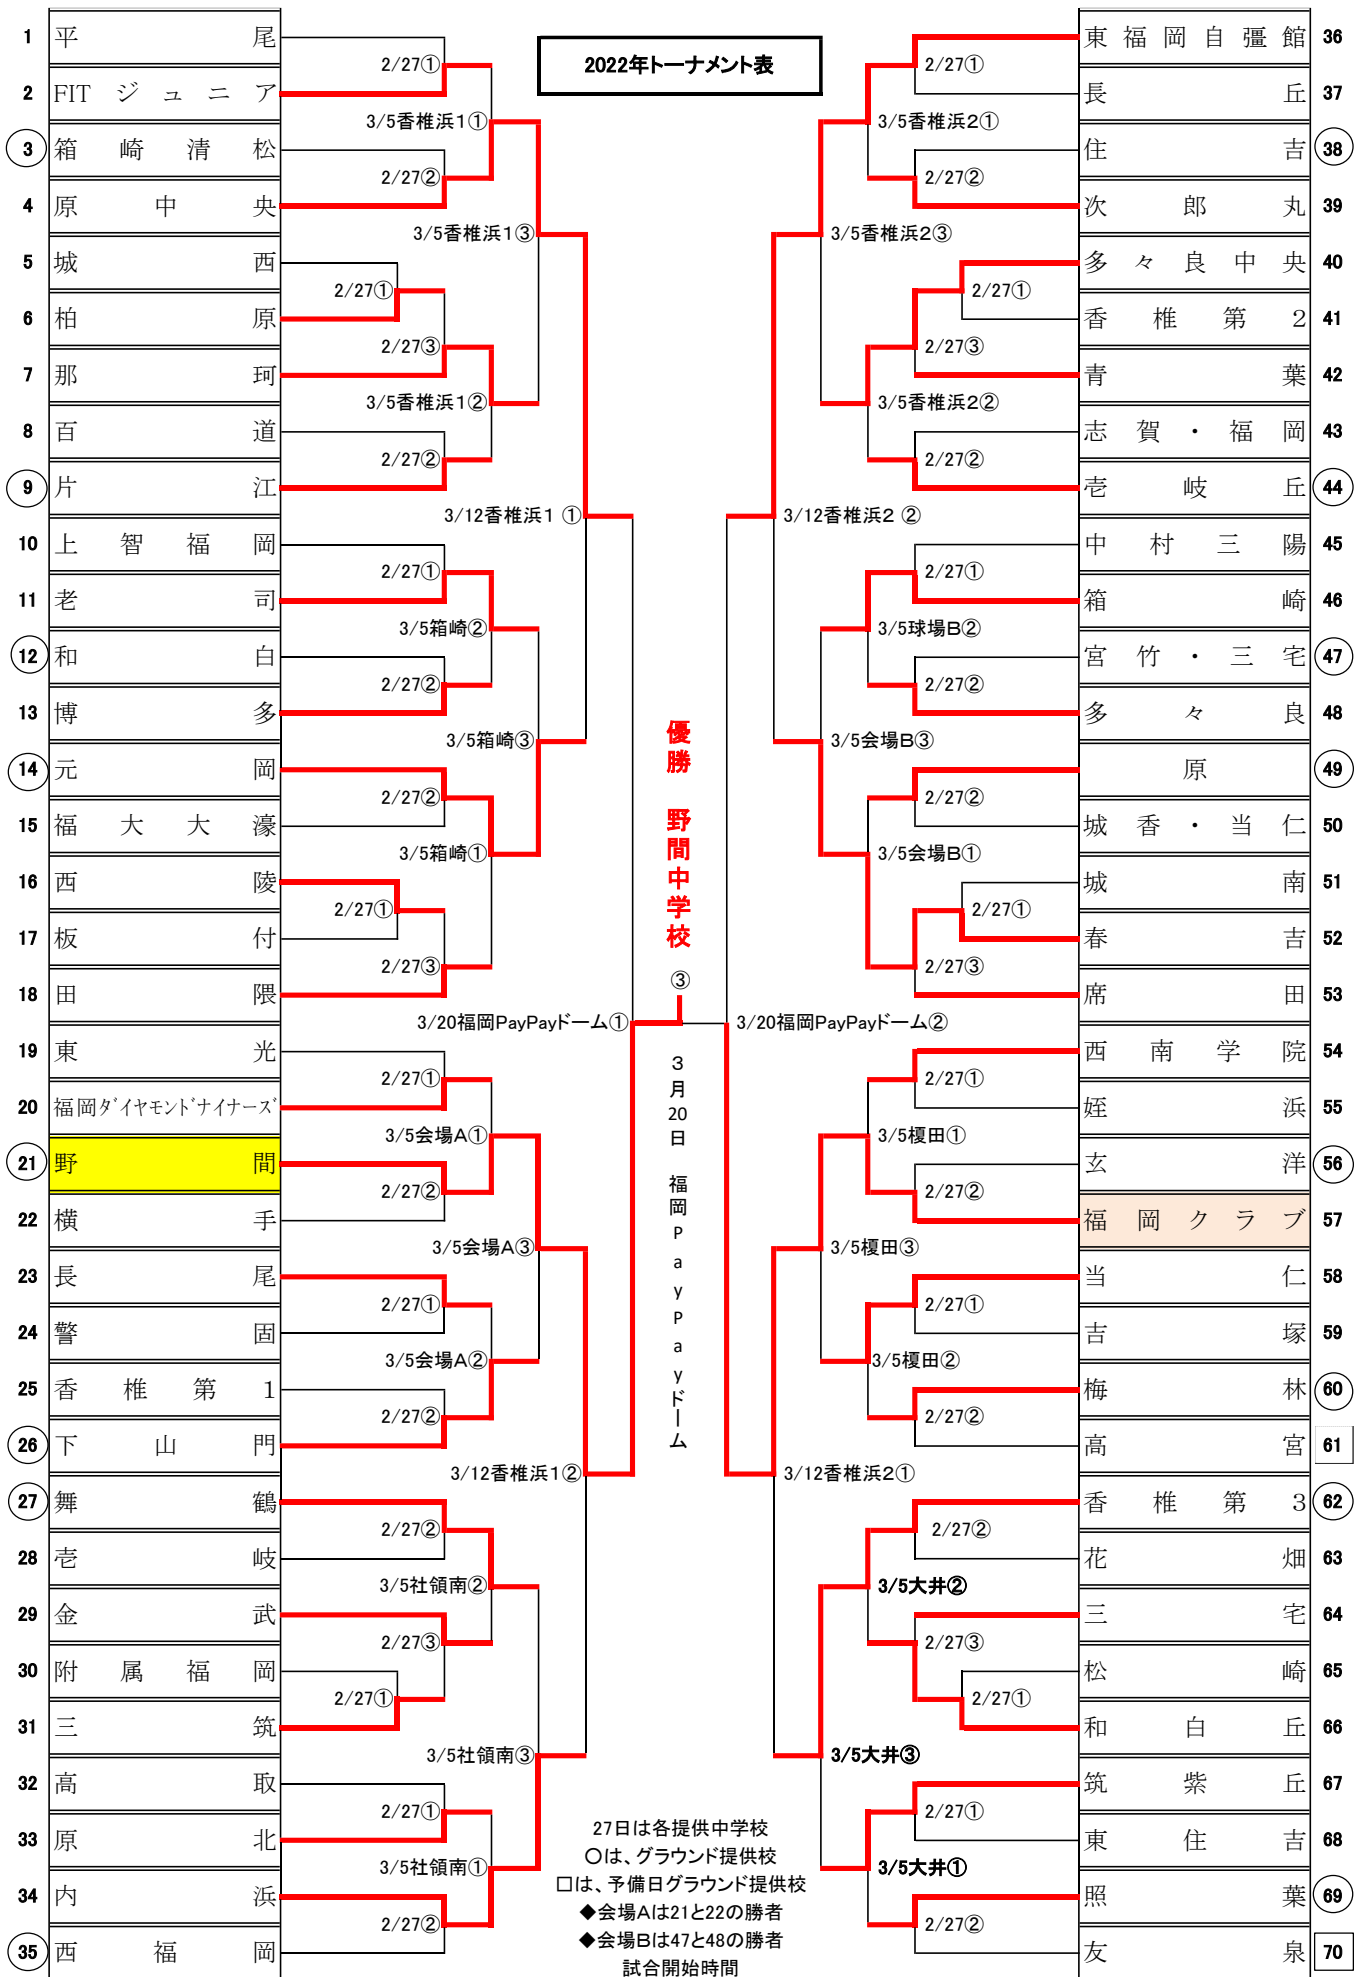 2022年トーナメント表
1 平尾
2 FITジュニア
3 箱崎清松
4 原中央
5 城西
6 柏原
7 那珂
8 百道
9 片江
10 上智福岡
11 老司
12 和白
13 博多
14 元岡
15 福大大濠
16 西陵
17 板付
18 田隈
19 東光
20 福岡ダイヤモンドナイナーズ
21 野間
22 横手
23 長尾
24 警固
25 香椎第1
26 下山門
27 舞鶴
28 壱岐
29 金武
30 附属福岡
31 三筑
32 高取
33 原北
34 内浜
35 西福岡
2/27①
3/5香椎浜1①
2/27②
3/5香椎浜1③
2/27①
2/27③
3/5香椎浜1②
2/27②
3/12香椎浜1 ①
2/27①
3/5箱崎②
2/27②
3/5箱崎③
2/27②
3/5箱崎①
2/27①
2/27③
3/20福岡PayPayドーム①
2/27①
3/5会場A①
2/27②
3/5会場A③
2/27①
3/5会場A②
2/27②
3/12香椎浜1②
2/27②
3/5社領南②
2/27③
2/27①
3/5社領南③
2/27①
3/5社領南①
2/27②
優勝 野間中学校
③
3月20日 福岡PayPayドーム
2/27①
3/5香椎浜2①
2/27②
3/5香椎浜2③
2/27①
2/27③
3/5香椎浜2②
2/27②
3/12香椎浜2 ②
2/27①
3/5球場B②
2/27②
3/5会場B③
2/27②
3/5会場B①
2/27①
2/27③
3/20福岡PayPayドーム②
2/27①
3/5榎田①
2/27②
3/5榎田③
2/27①
3/5榎田②
2/27②
3/12香椎浜2①
2/27②
3/5大井②
2/27③
2/27①
3/5大井③
2/27①
3/5大井①
2/27②
東福岡自彊館 36
長丘 37
住吉 38
次郎丸 39
多々良中央 40
香椎第2 41
青葉 42
志賀・福岡 43
壱岐丘 44
中村三陽 45
箱崎 46
宮竹・三宅 47
多々良 48
原 49
城香・当仁 50
城南 51
春吉 52
席田 53
西南学院 54
姪浜 55
玄洋 56
福岡クラブ 57
当仁 58
吉塚 59
梅林 60
高宮 61
香椎第3 62
花畑 63
三宅 64
松崎 65
和白丘 66
筑紫丘 67
東住吉 68
照葉 69
友泉 70
27日は各提供中学校
○は、グラウンド提供校
□は、予備日グラウンド提供校
◆会場Aは21と22の勝者
◆会場Bは47と48の勝者
試合開始時間